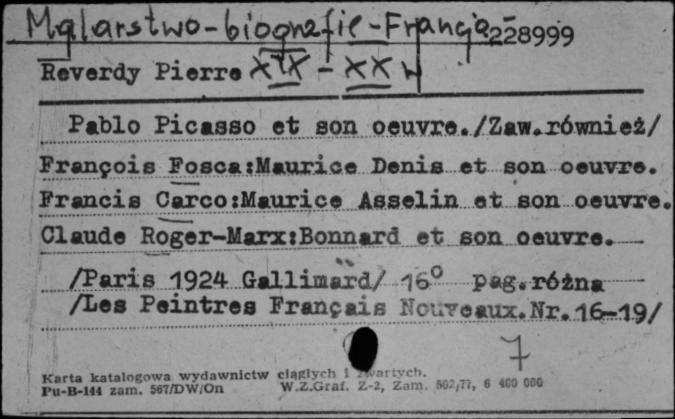 Malarstwo-biografie-Francja 228999
Reverdy Pierre XIX - XX w
Pablo Picasso et son oeuvre./Zaw.również/
François Fosca:Maurice Denis et son oeuvre.
Francis Carco:Maurice Asselin et son oeuvre.
Claude Roger-Marx:Bonnard et son oeuvre.
/Paris 1924 Gallimard/ 16° pag.różna
/Les Peintres Français Nouveaux.Nr.16-19/
7
Karta katalogowa wydawnictw ciągłych i zwartych.
Pu-B-144 zam. 567/DW/On W.Z.Graf. Z-2, Zam. 502/77, 6 400 000